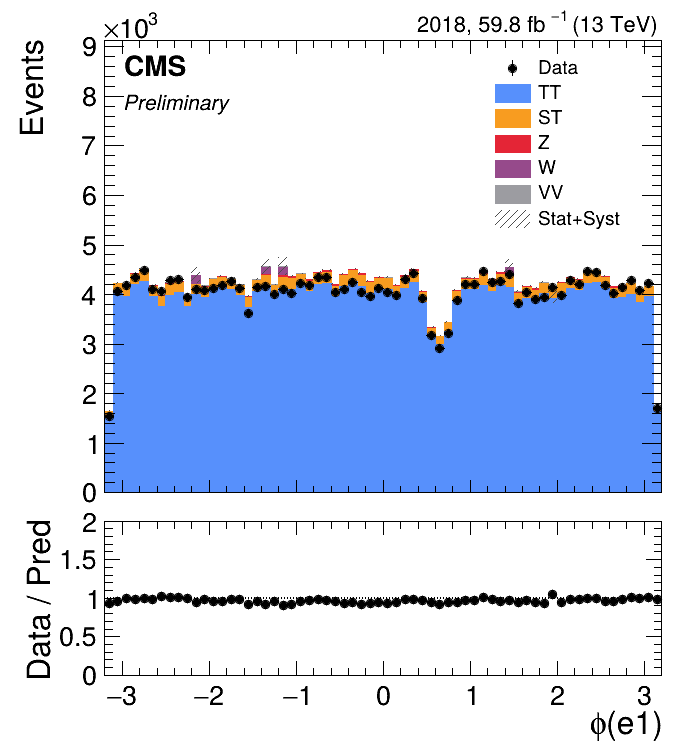 ×10³
2018, 59.8 fb⁻¹ (13 TeV)
Events
CMS
Preliminary
Data
TT
ST
Z
W
VV
Stat+Syst
9
8
7
6
5
4
3
2
1
0
Data / Pred
2
1.5
1
0.5
0
−3 −2 −1 0 1 2 3
ϕ(e1)